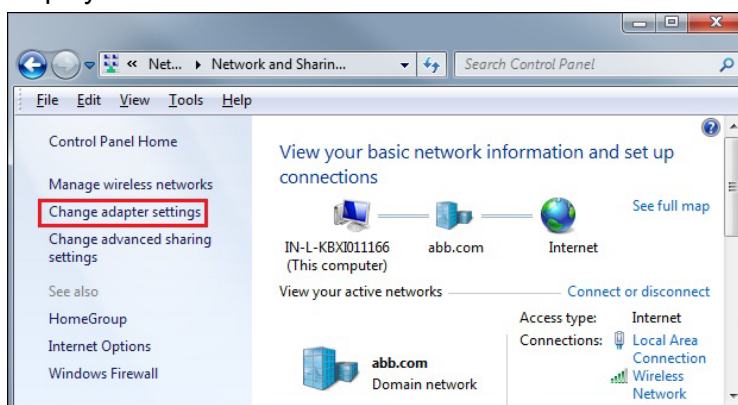 Net... Network and Sharin...
Search Control Panel
File Edit View Tools Help
Control Panel Home
Manage wireless networks
Change adapter settings
Change advanced sharing
settings
See also
HomeGroup
Internet Options
Windows Firewall
View your basic network information and set up
connections
See full map
IN-L-KBXI011166
(This computer)
abb.com
Internet
View your active networks
Connect or disconnect
abb.com
Domain network
Access type: Internet
Connections: Local Area
Connection
Wireless
Network